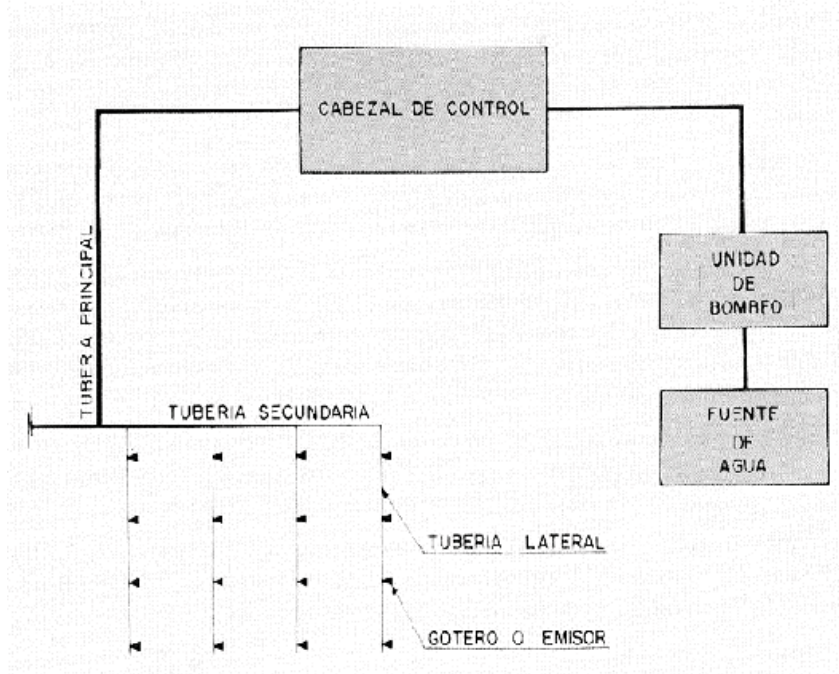 CABEZAL DE CONTROL
UNIDAD
DE
BOMBEO
TUBERIA PRINCIPAL
TUBERIA SECUNDARIA
FUENTE
DE
AGUA
TUBERIA LATERAL
GOTERO O EMISOR